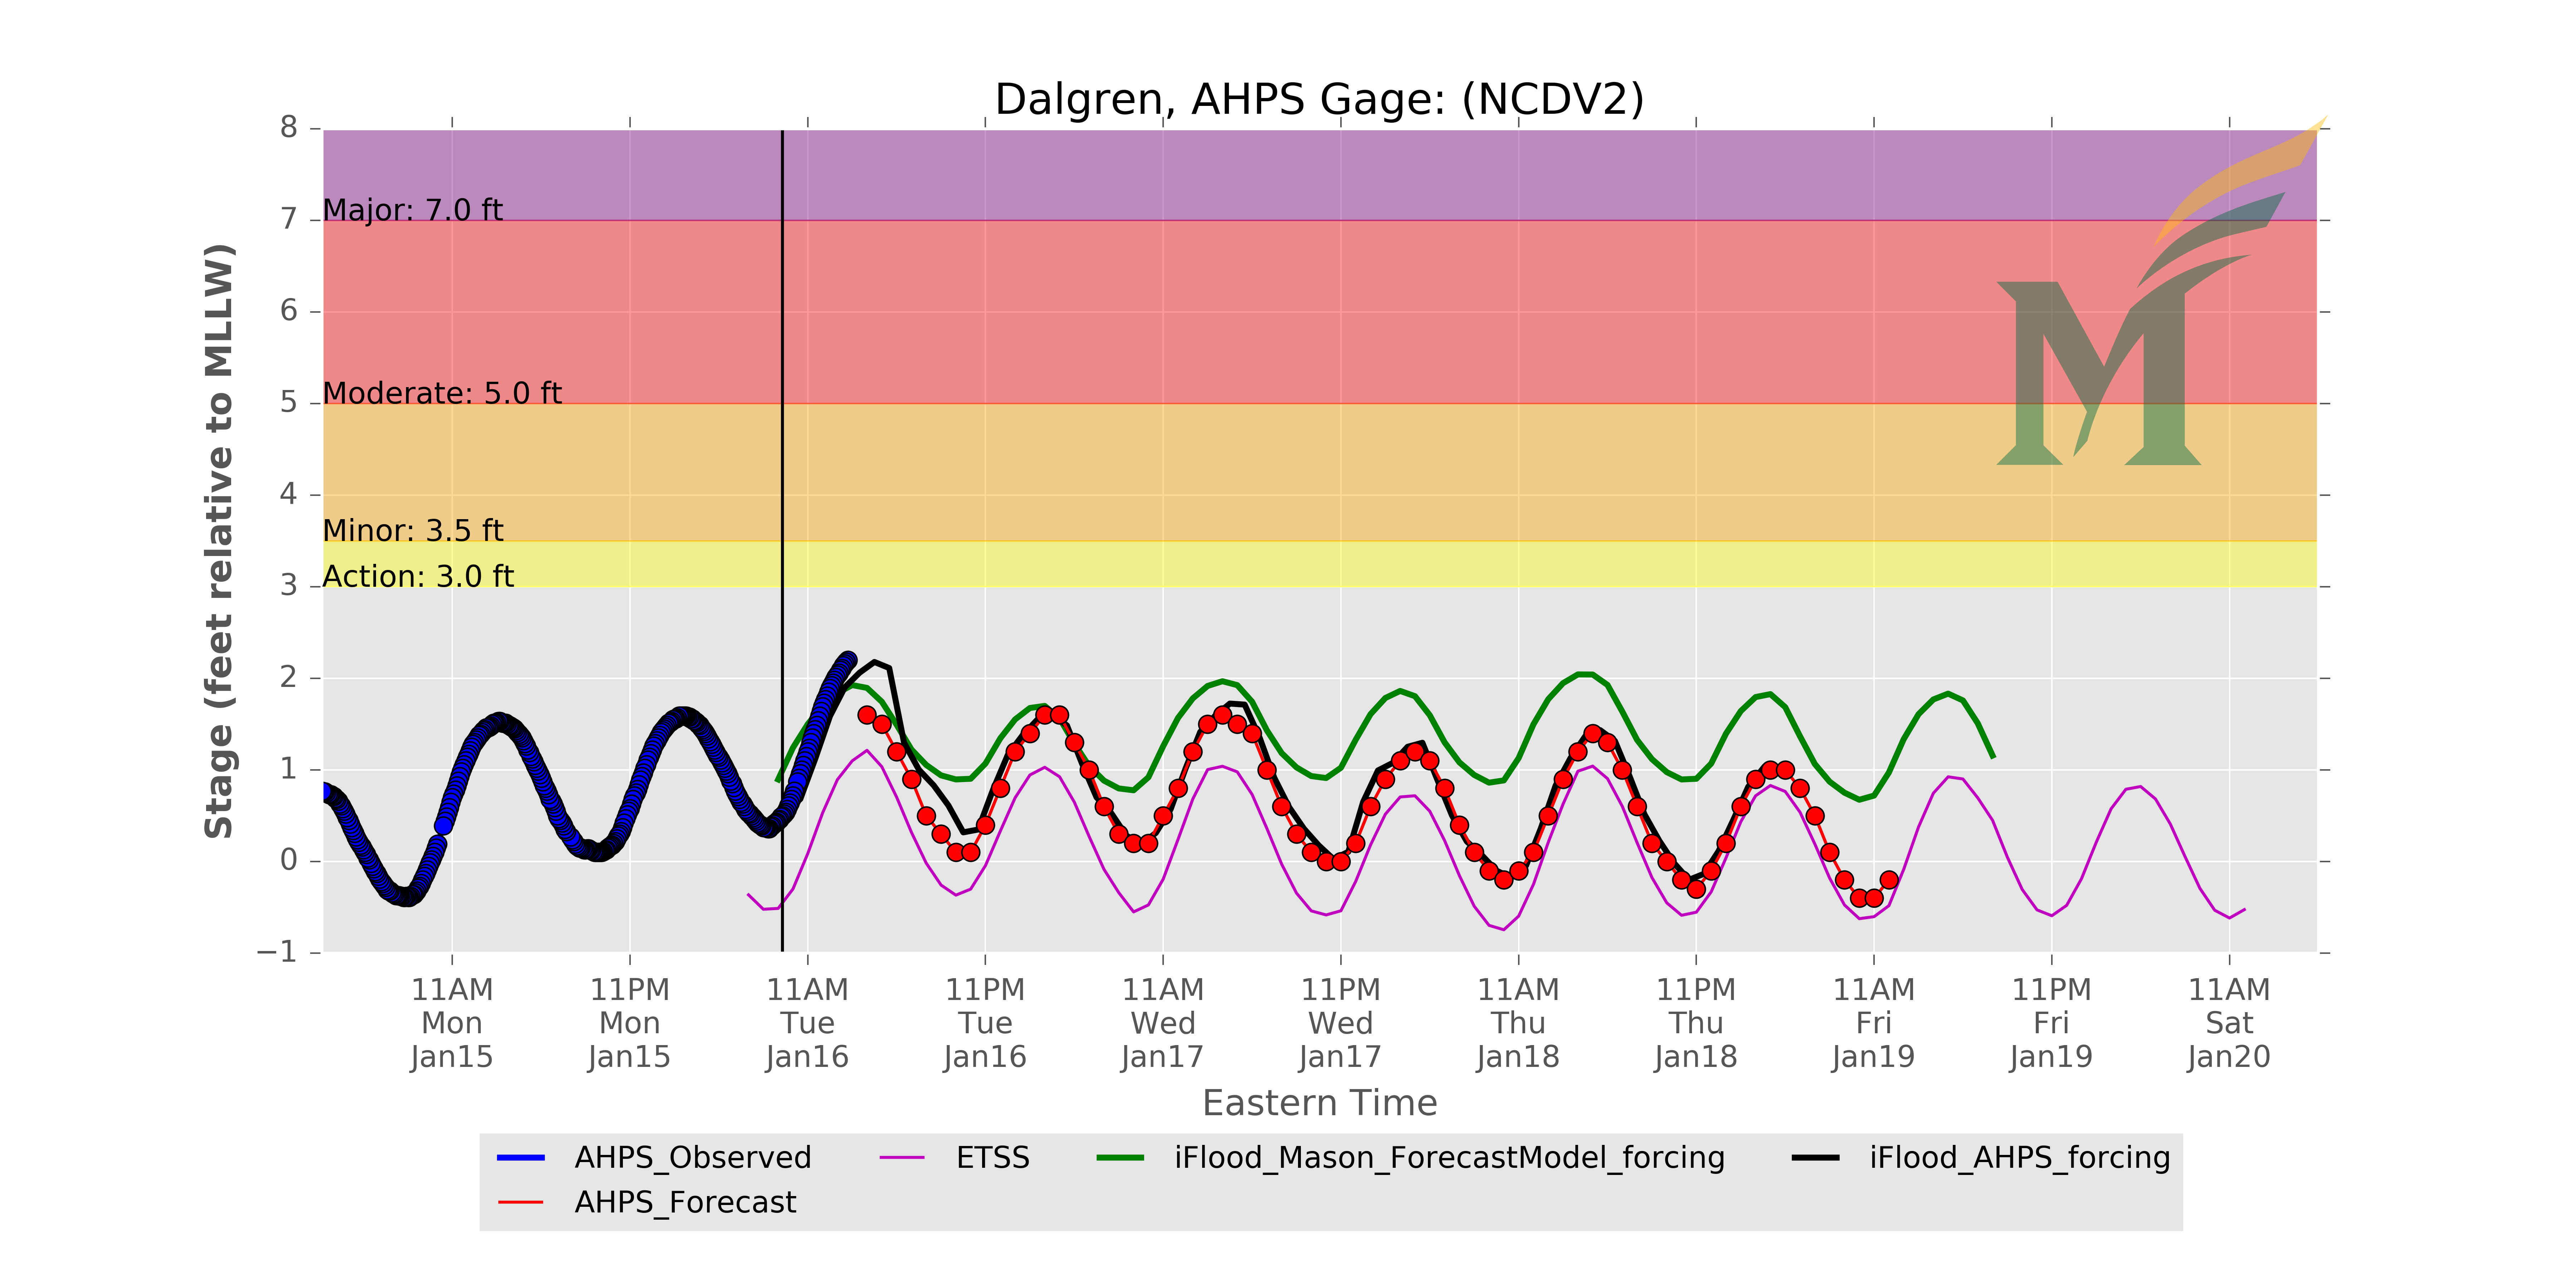 Dalgren, AHPS Gage: (NCDV2)
8
7
6
5
4
3
2
1
0
−1
Stage (feet relative to MLLW)
Major: 7.0 ft
Moderate: 5.0 ft
Minor: 3.5 ft
Action: 3.0 ft
M
11AM Mon Jan15
11PM Mon Jan15
11AM Tue Jan16
11PM Tue Jan16
11AM Wed Jan17
11PM Wed Jan17
11AM Thu Jan18
11PM Thu Jan18
11AM Fri Jan19
11PM Fri Jan19
11AM Sat Jan20
Eastern Time
AHPS_Observed
AHPS_Forecast
ETSS
iFlood_Mason_ForecastModel_forcing
iFlood_AHPS_forcing